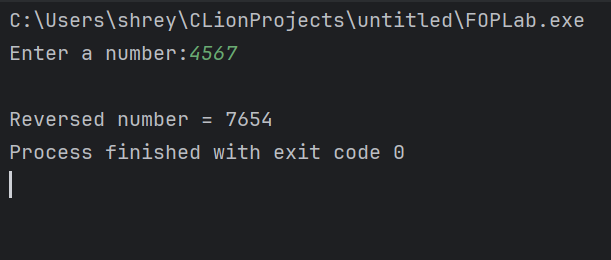 C:\Users\shrey\CLionProjects\untitled\FOPLab.exe
Enter a number:4567
Reversed number = 7654
Process finished with exit code 0